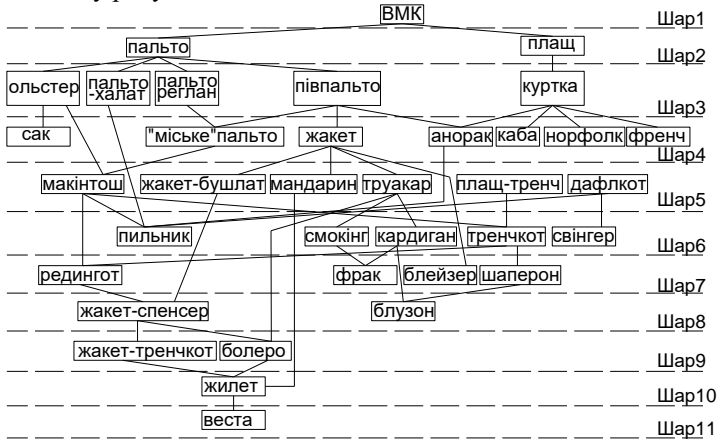 ВМК
Шар1
пальто
плащ
Шар2
ольстер
пальто
-халат
пальто
реглан
півпальто
куртка
Шар3
сак
"міське"пальто
жакет
анорак
каба
норфолк
френч
Шар4
макінтош
жакет-бушлат
мандарин
труакар
плащ-тренч
дафлкот
Шар5
пильник
смокінг
кардиган
тренчкот
свінгер
Шар6
редингот
фрак
блейзер
шаперон
Шар7
жакет-спенсер
блузон
Шар8
жакет-тренчкот
болеро
Шар9
жилет
Шар10
веста
Шар11